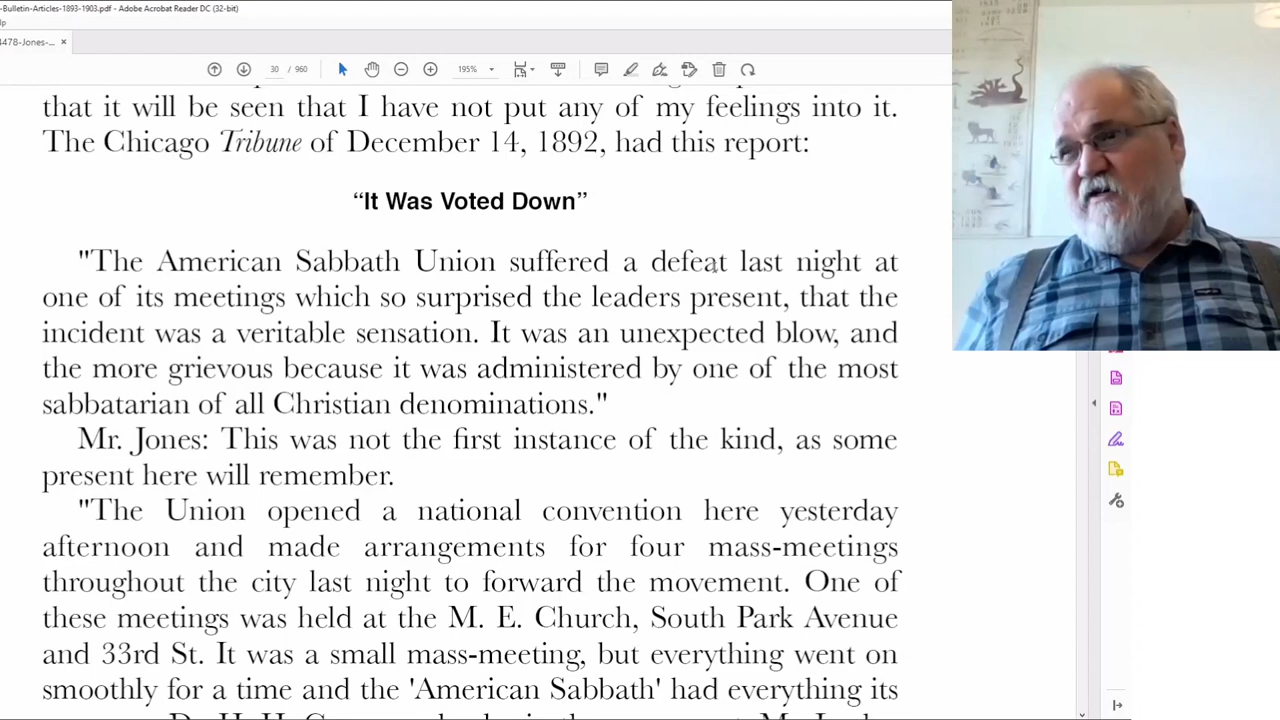 -Bulletin-Articles-1893-1903.pdf - Adobe Acrobat Reader DC (32-bit)
lp
4478-Jones-... ×
30 / 960
195%
that it will be seen that I have not put any of my feelings into it.
The Chicago Tribune of December 14, 1892, had this report:
“It Was Voted Down”
"The American Sabbath Union suffered a defeat last night at
one of its meetings which so surprised the leaders present, that the
incident was a veritable sensation. It was an unexpected blow, and
the more grievous because it was administered by one of the most
sabbatarian of all Christian denominations."
Mr. Jones: This was not the first instance of the kind, as some
present here will remember.
"The Union opened a national convention here yesterday
afternoon and made arrangements for four mass-meetings
throughout the city last night to forward the movement. One of
these meetings was held at the M. E. Church, South Park Avenue
and 33rd St. It was a small mass-meeting, but everything went on
smoothly for a time and the 'American Sabbath' had everything its